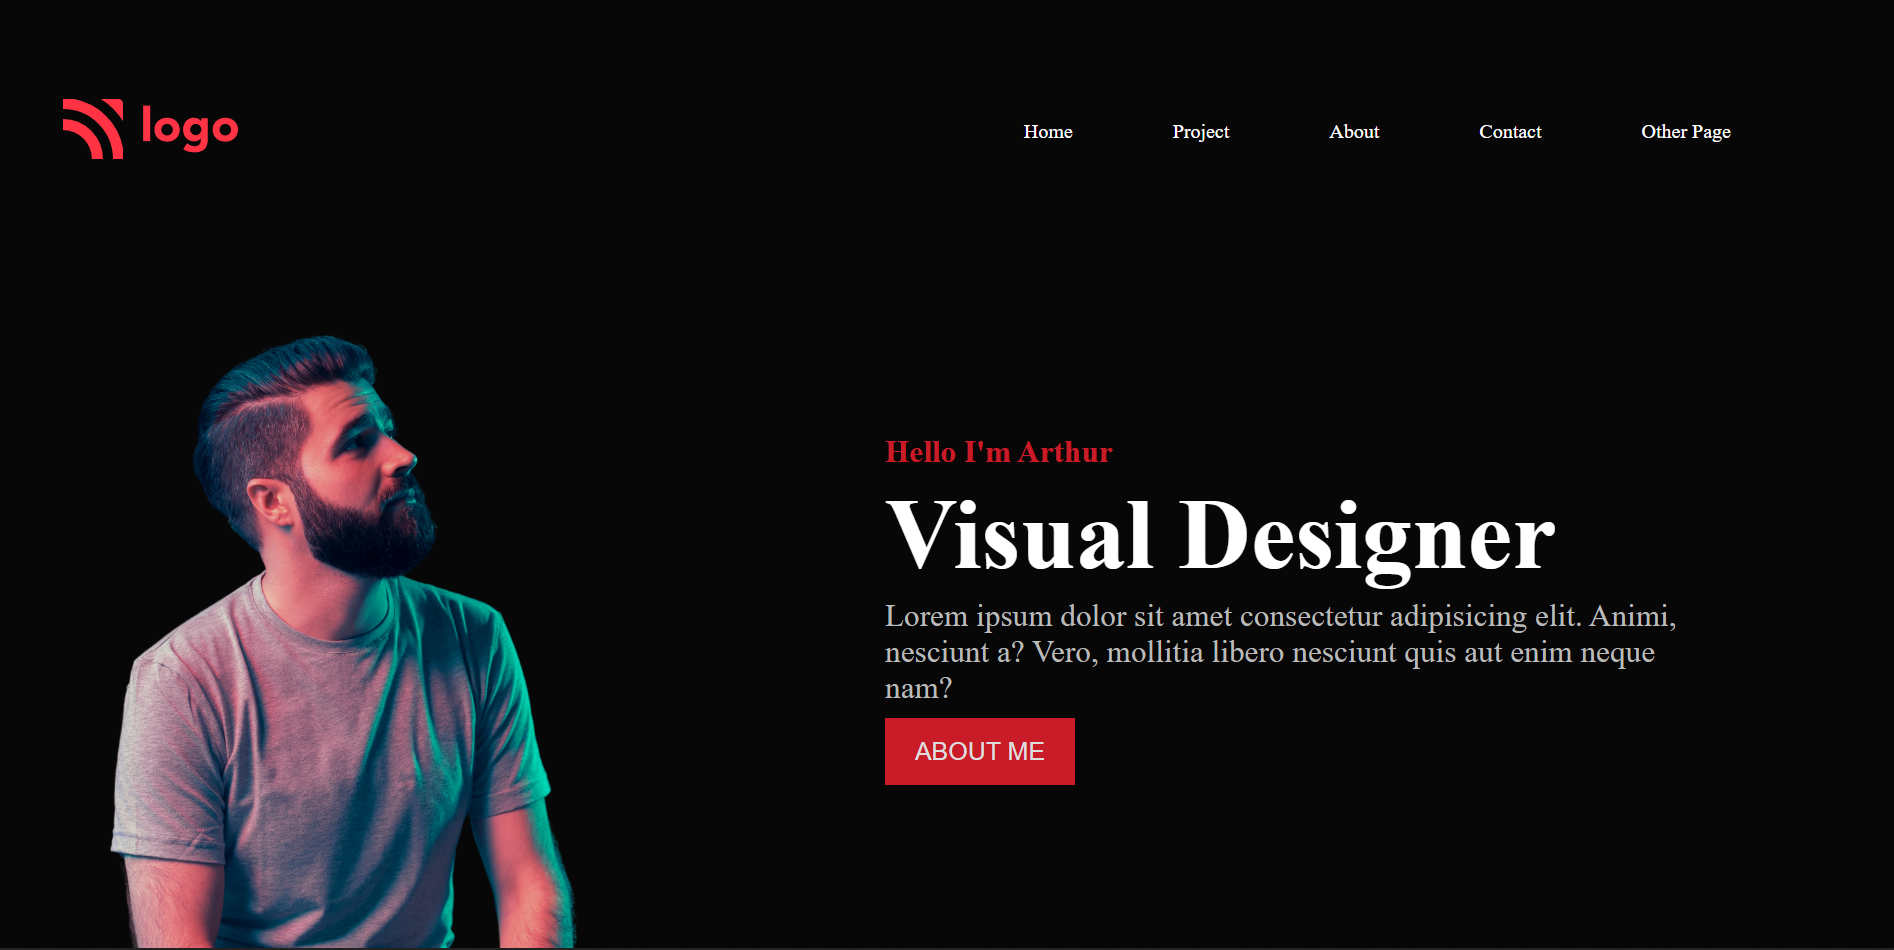 logo
Home Project About Contact Other Page
Hello I'm Arthur
Visual Designer
Lorem ipsum dolor sit amet consectetur adipisicing elit. Animi,
nesciunt a? Vero, mollitia libero nesciunt quis aut enim neque
nam?
ABOUT ME